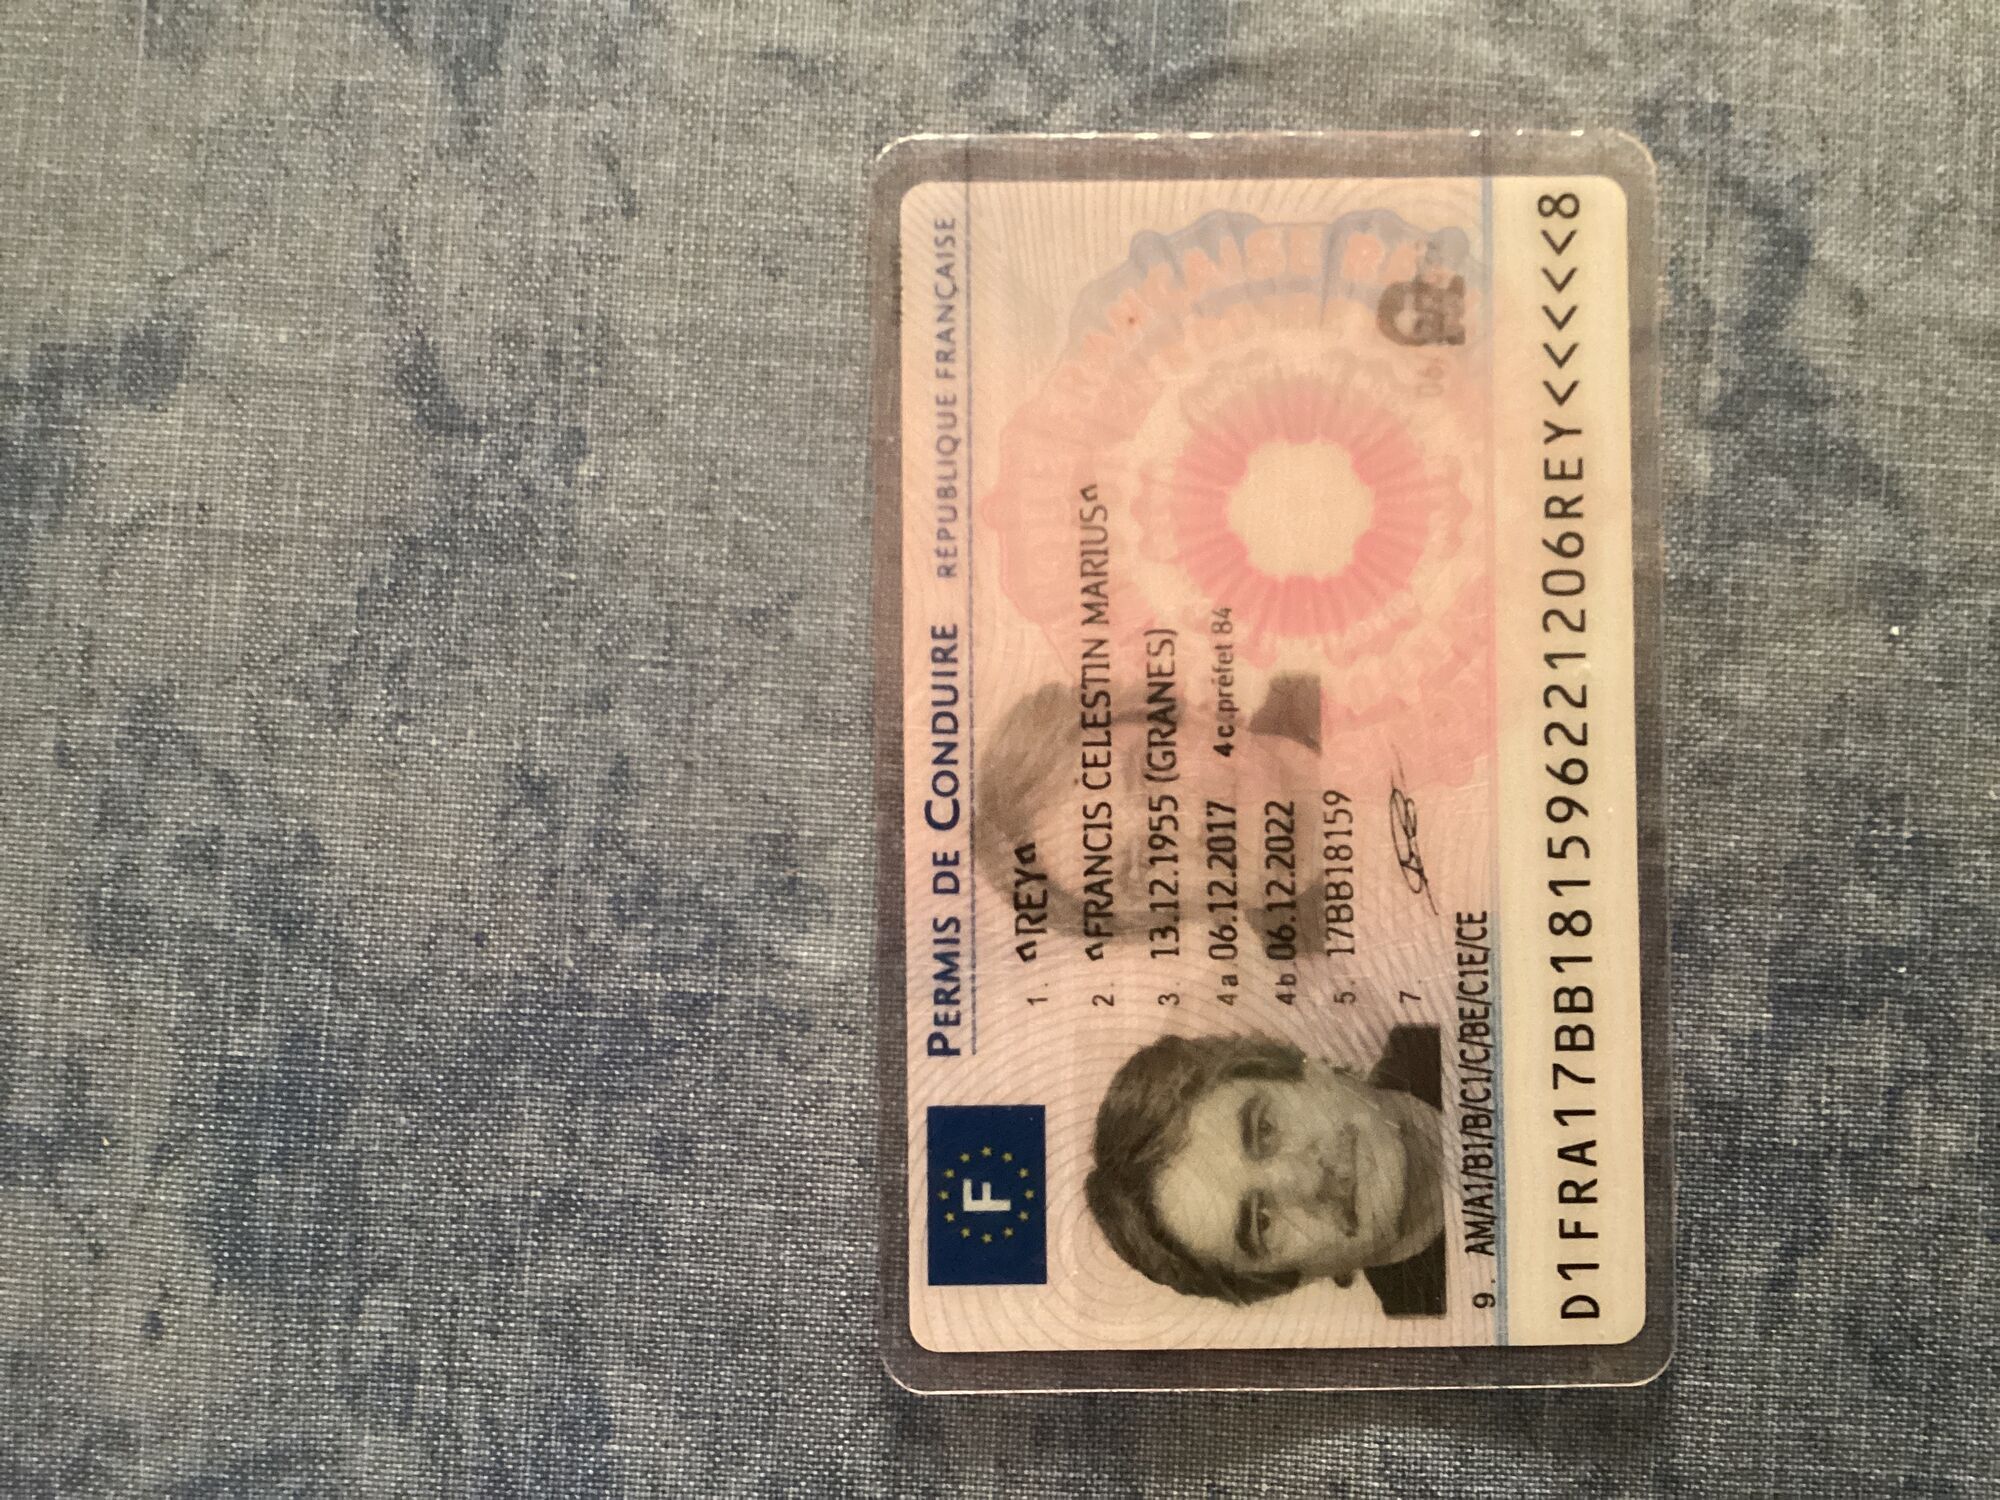 F
PERMIS DE CONDUIRE RÉPUBLIQUE FRANÇAISE
1. REY
2. FRANCIS CELESTIN MARIUS
3. 13.12.1955 (GRANES)
4a. 06.12.2017 4c. préfet 84
4b. 06.12.2022
5. 17BB18159
7.
9. AM/A1/B1/B/C1/C/BE/C1E/CE
D1FRA17BB181596221206REY<<<<<<8